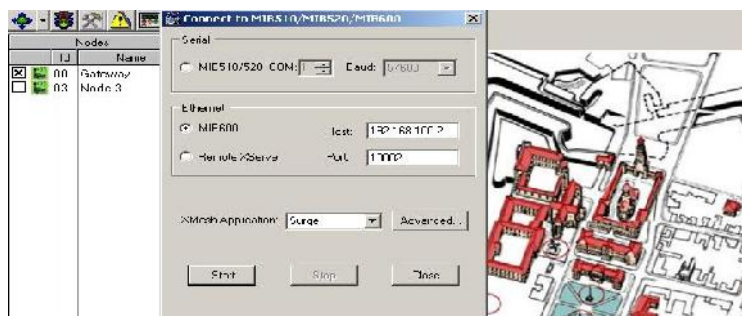 Connect to MIB510/MIB520/MIB600
Nodes
Id Name
00 Gateway
03 Node 3
Serial
MIB510/520 COM: 1 Baud: 57600
Ethernet
MIB600 Host: 192.168.100.2
Remote XServe Port: 10002
XMesh Application: Surge Advanced...
Start Stop Close